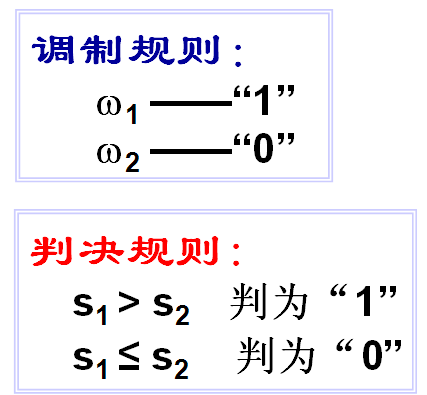 调制规则：
ω₁ ——“1”
ω₂ ——“0”
判决规则：
s₁ > s₂ 判为“1”
s₁ ≤ s₂ 判为“0”